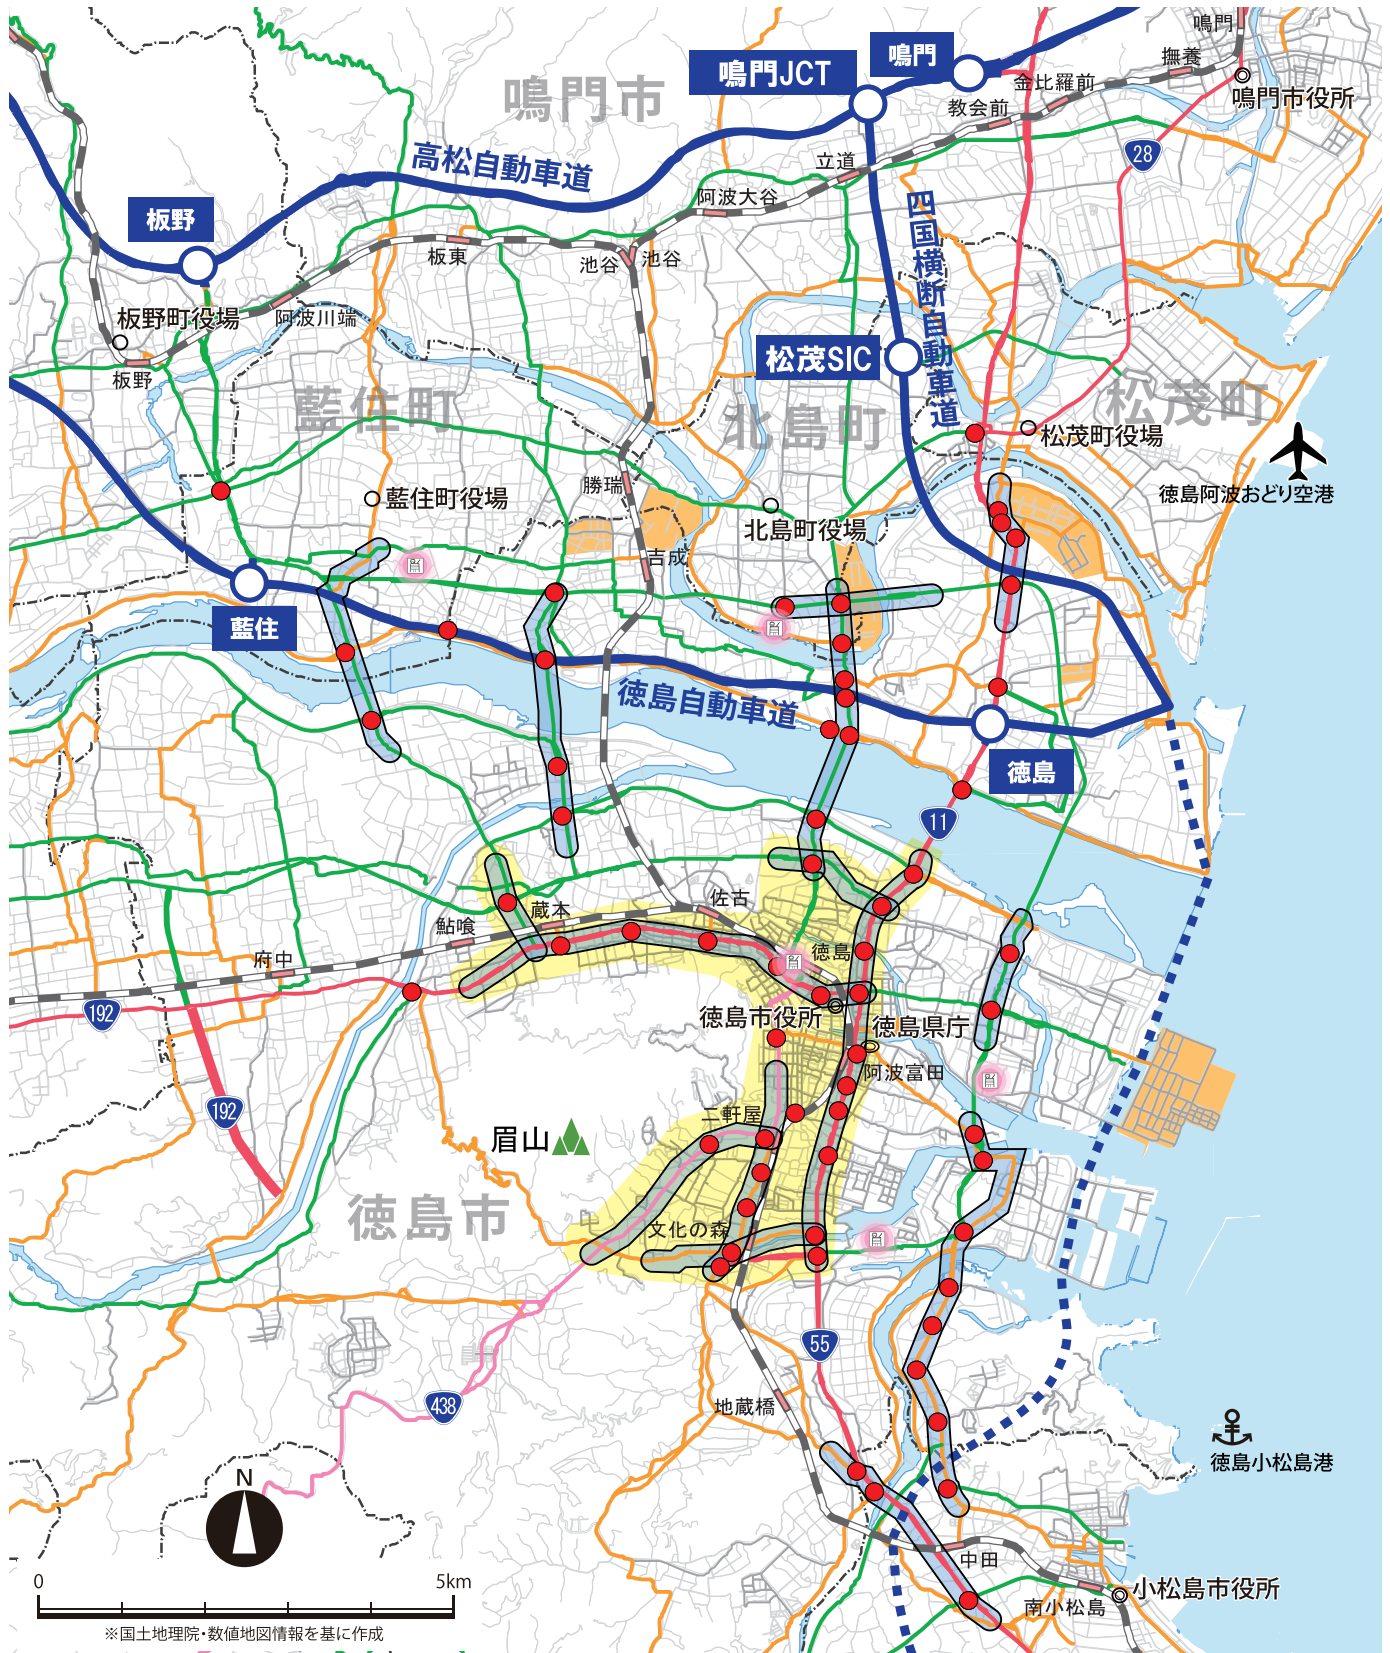 鳴門
撫養
鳴門
鳴門JCT
金比羅前
鳴門市役所
鳴門市
教会前
28
高松自動車道
立道
阿波大谷
四国横断自動車道
板野
板東
池谷
池谷
板野町役場
阿波川端
松茂SIC
板野
藍住町
北島町
松茂町
松茂町役場
勝瑞
藍住町役場
徳島阿波おどり空港
北島町役場
吉成
藍住
徳島自動車道
徳島
11
佐古
蔵本
鮎喰
府中
徳島
192
徳島市役所
徳島県庁
阿波富田
192
二軒屋
眉山
徳島市
文化の森
55
438
地蔵橋
徳島小松島港
N
中田
0
5km
小松島市役所
南小松島
※国土地理院・数値地図情報を基に作成